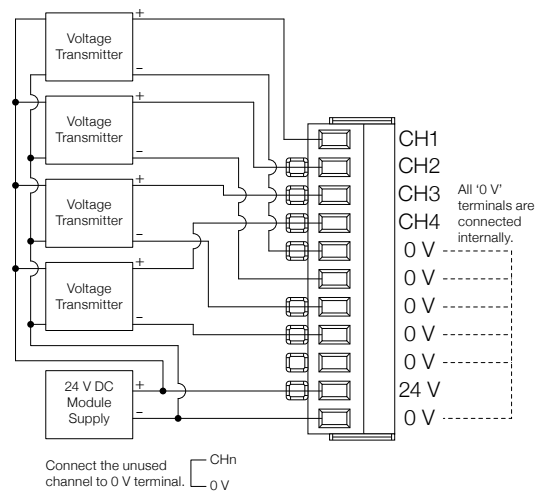 +
Voltage
Transmitter
–
+
Voltage
Transmitter
–
+
Voltage
Transmitter
–
+
Voltage
Transmitter
–
24 V DC
Module
Supply
+
–
CH1
CH2
CH3
CH4
0 V
0 V
0 V
0 V
0 V
24 V
0 V
All ‘0 V’
terminals are
connected
internally.
Connect the unused
channel to 0 V terminal.
CHn
0 V